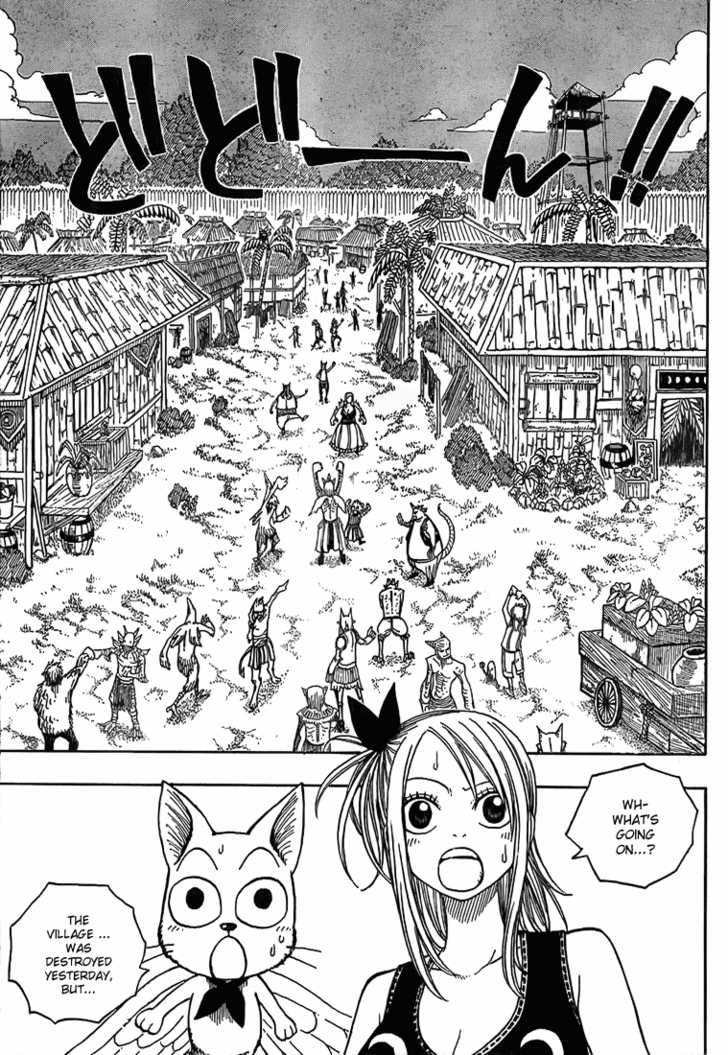 どどーん!!
WH-
WHAT'S
GOING
ON...?
THE
VILLAGE ...
WAS
DESTROYED
YESTERDAY,
BUT...